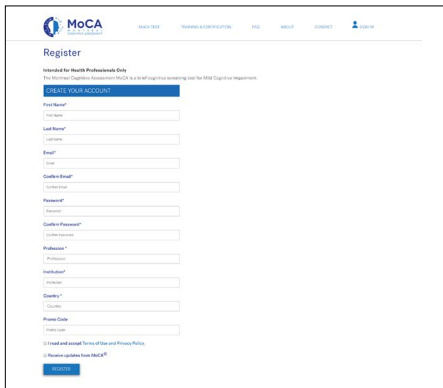 MoCA
MONTREAL
COGNITIVE ASSESSMENT
MoCA TEST
TRAINING & CERTIFICATION
FAQ
ABOUT
CONTACT
SIGN IN
Register
Intended for Health Professionals Only
The Montreal Cognitive Assessment MoCA is a brief cognitive screening tool for Mild Cognitive Impairment
CREATE YOUR ACCOUNT
First Name*
First Name
Last Name*
Last Name
Email*
Email
Confirm Email*
Confirm Email
Password*
Password
Confirm Password*
Confirm Password
Profession *
Profession
Institution*
Institution
Country *
Country
Promo Code
Promo Code
I read and accept Terms of Use and Privacy Policy
Receive updates from MoCA®
REGISTER